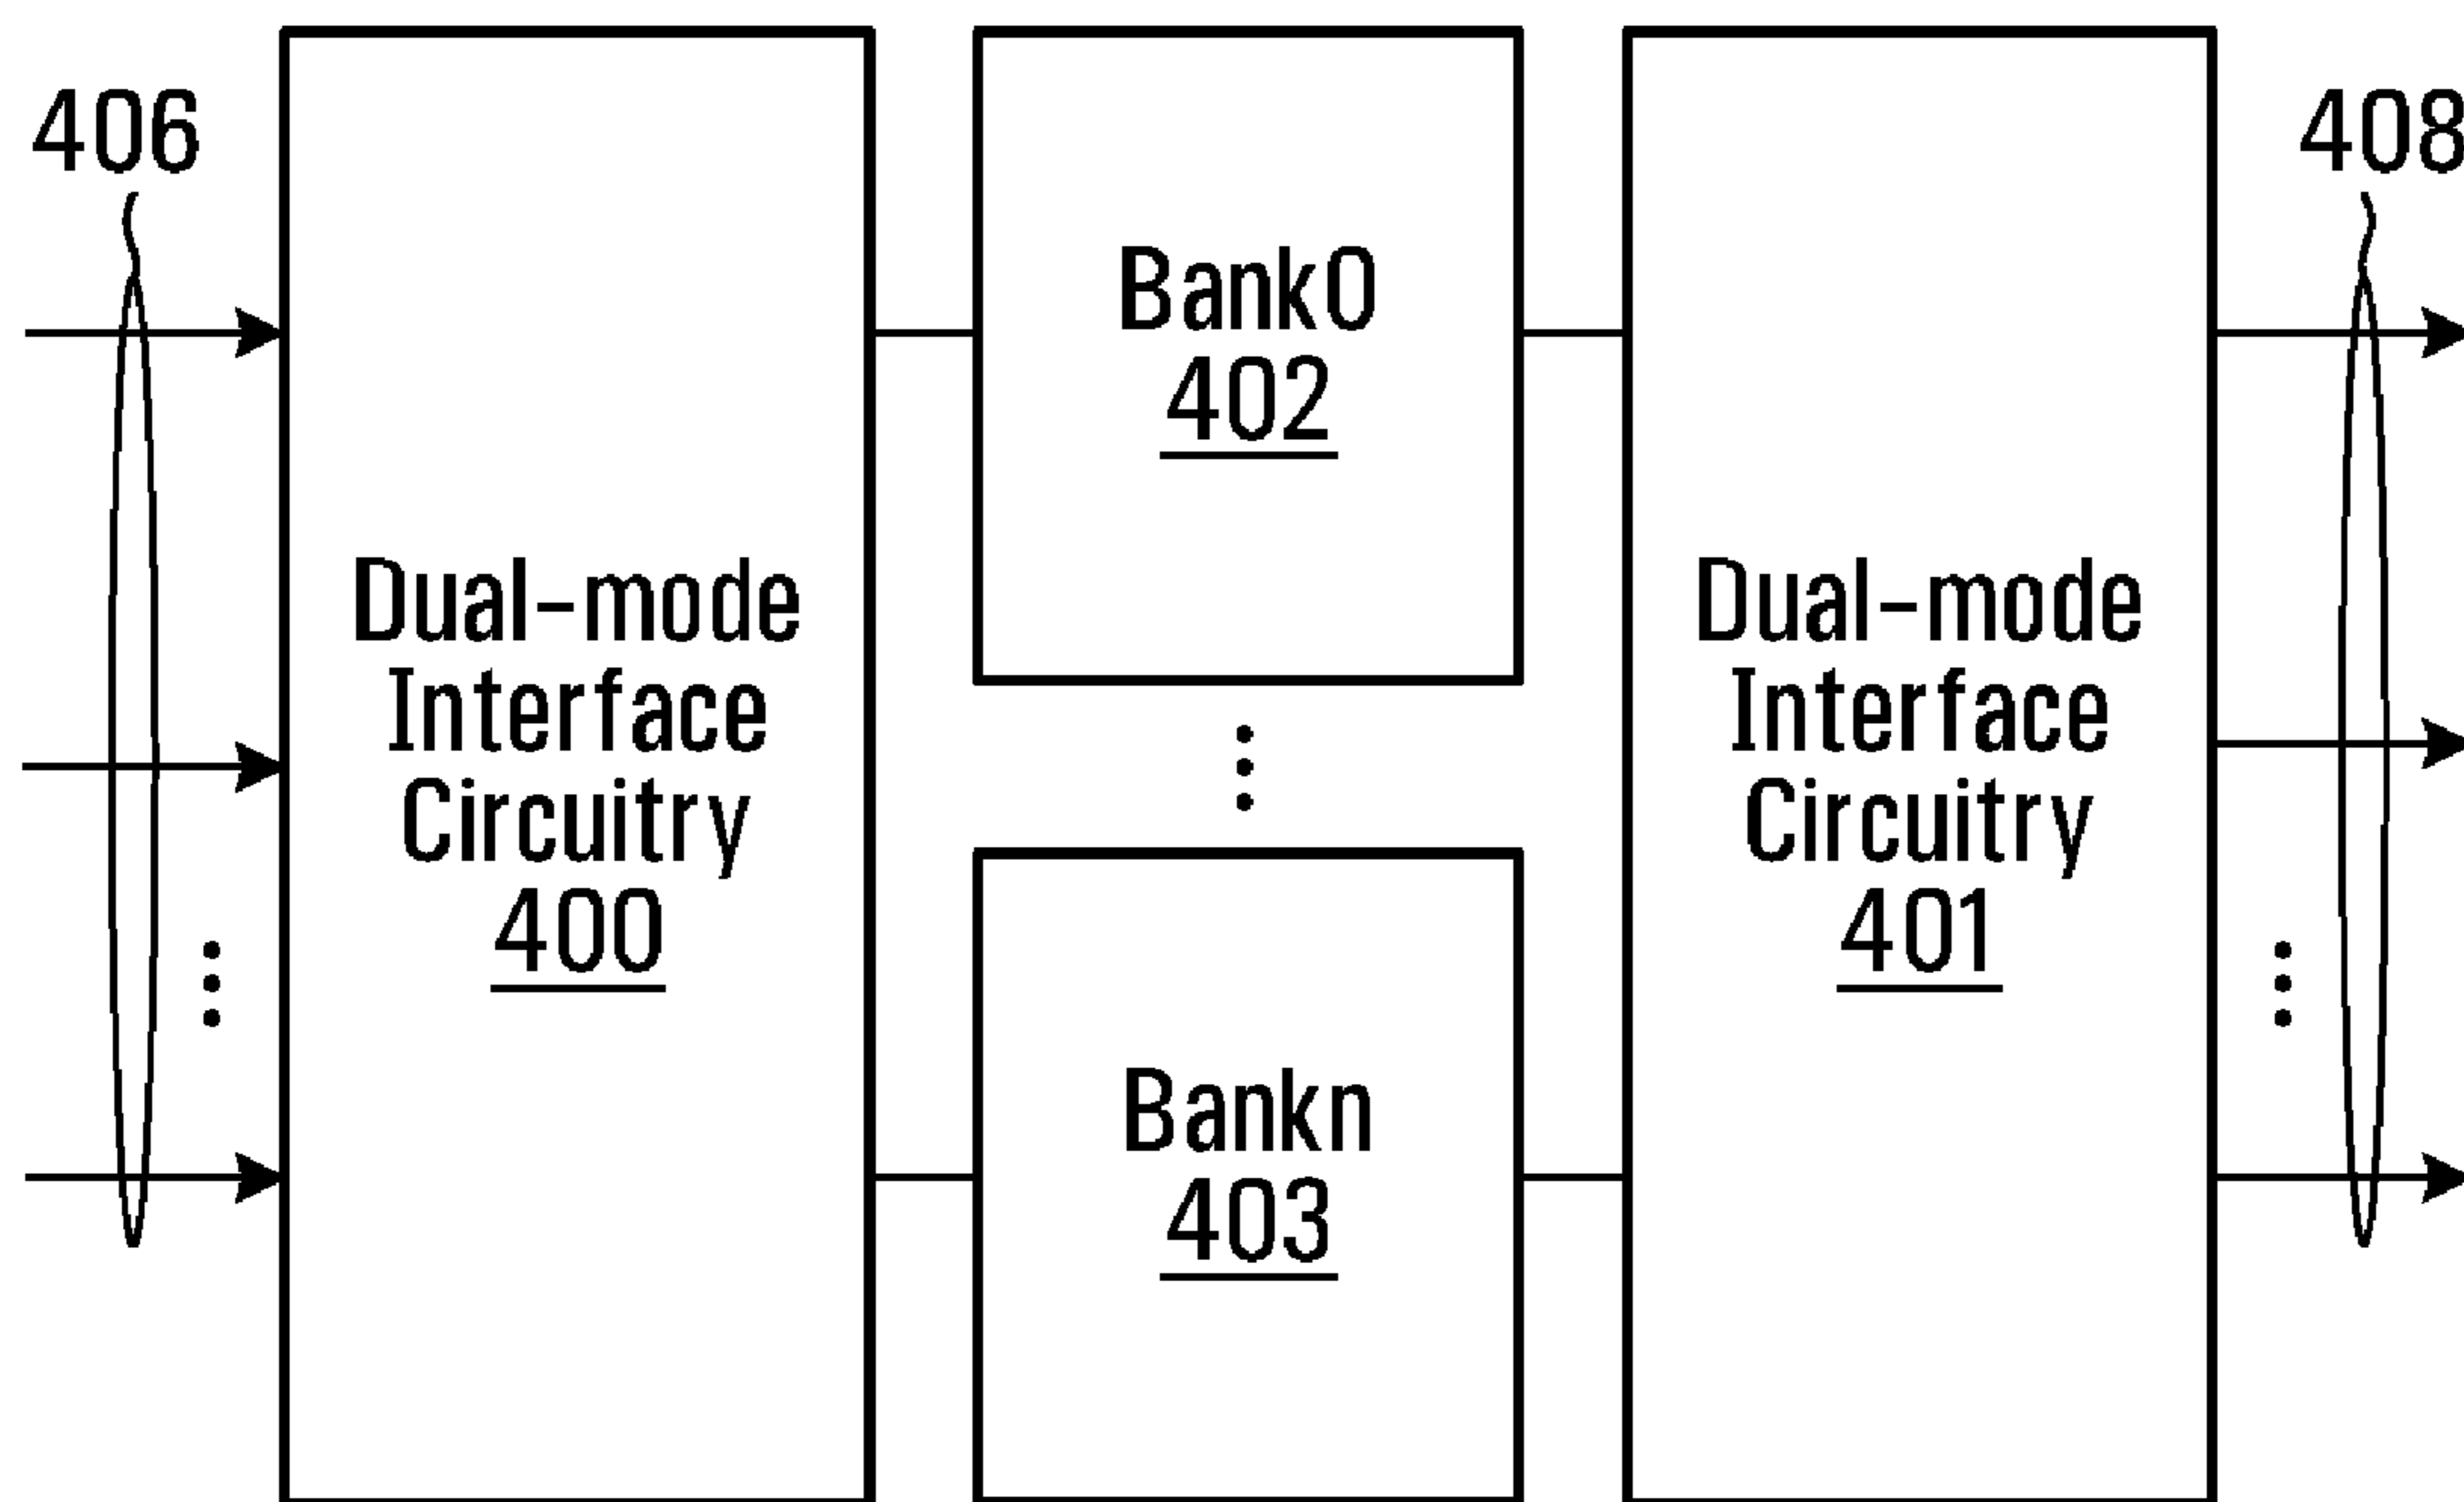 406
408
Bank0
402
Dual-mode
Interface
Circuitry
400
Dual-mode
Interface
Circuitry
401
Bankn
403